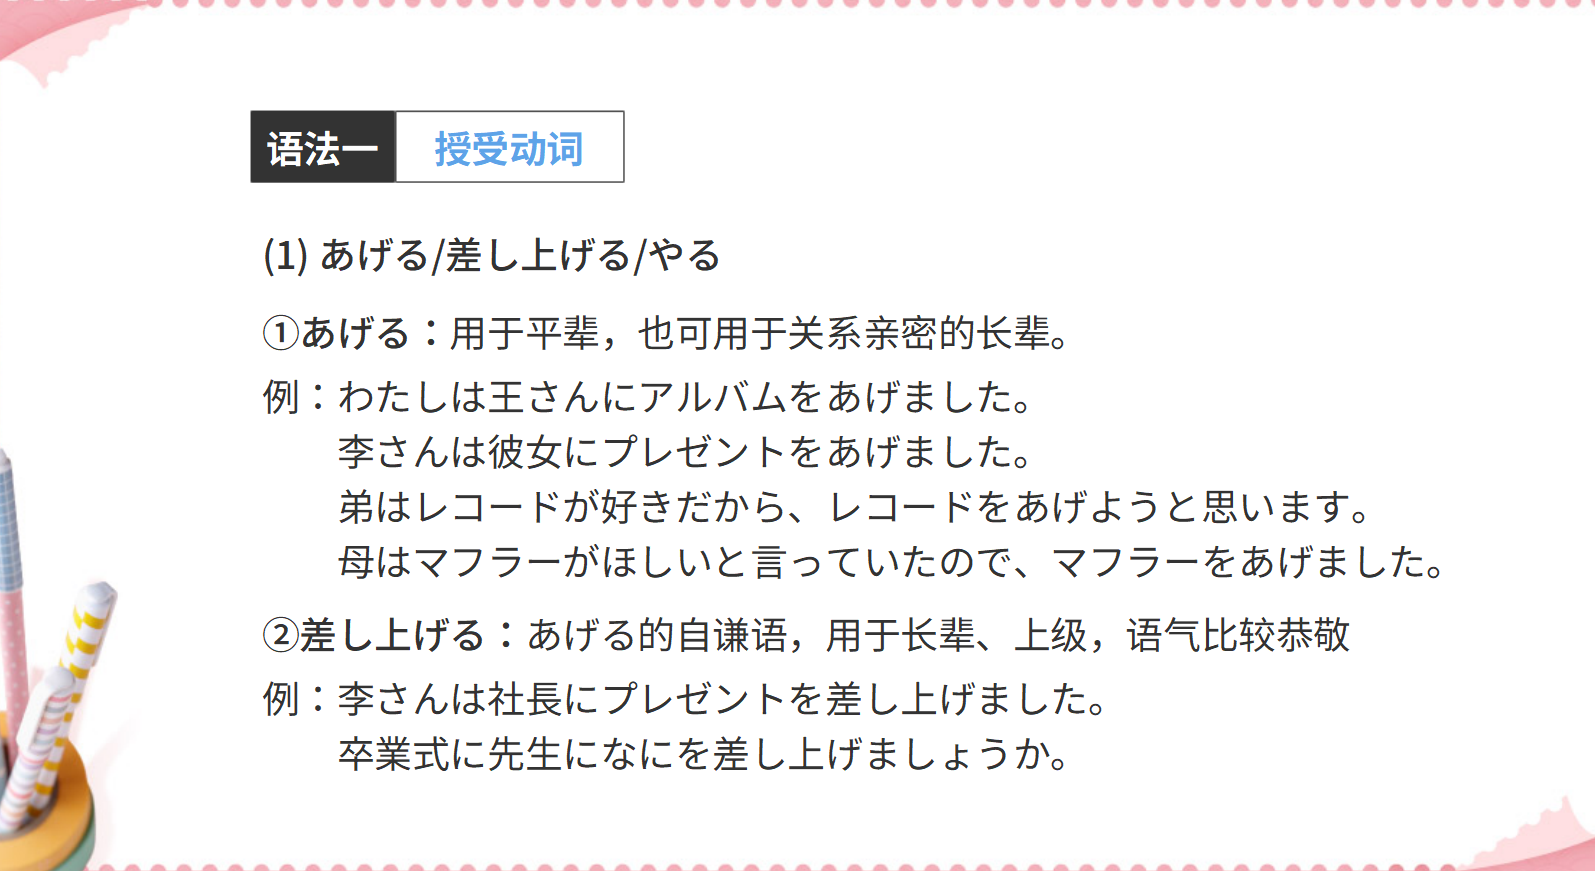 语法一 授受动词
(1) あげる/差し上げる/やる
①あげる：用于平辈，也可用于关系亲密的长辈。
例：わたしは王さんにアルバムをあげました。
李さんは彼女にプレゼントをあげました。
弟はレコードが好きだから、レコードをあげようと思います。
母はマフラーがほしいと言っていたので、マフラーをあげました。
②差し上げる：あげる的自谦语，用于长辈、上级，语气比较恭敬
例：李さんは社長にプレゼントを差し上げました。
卒業式に先生になにを差し上げましょうか。